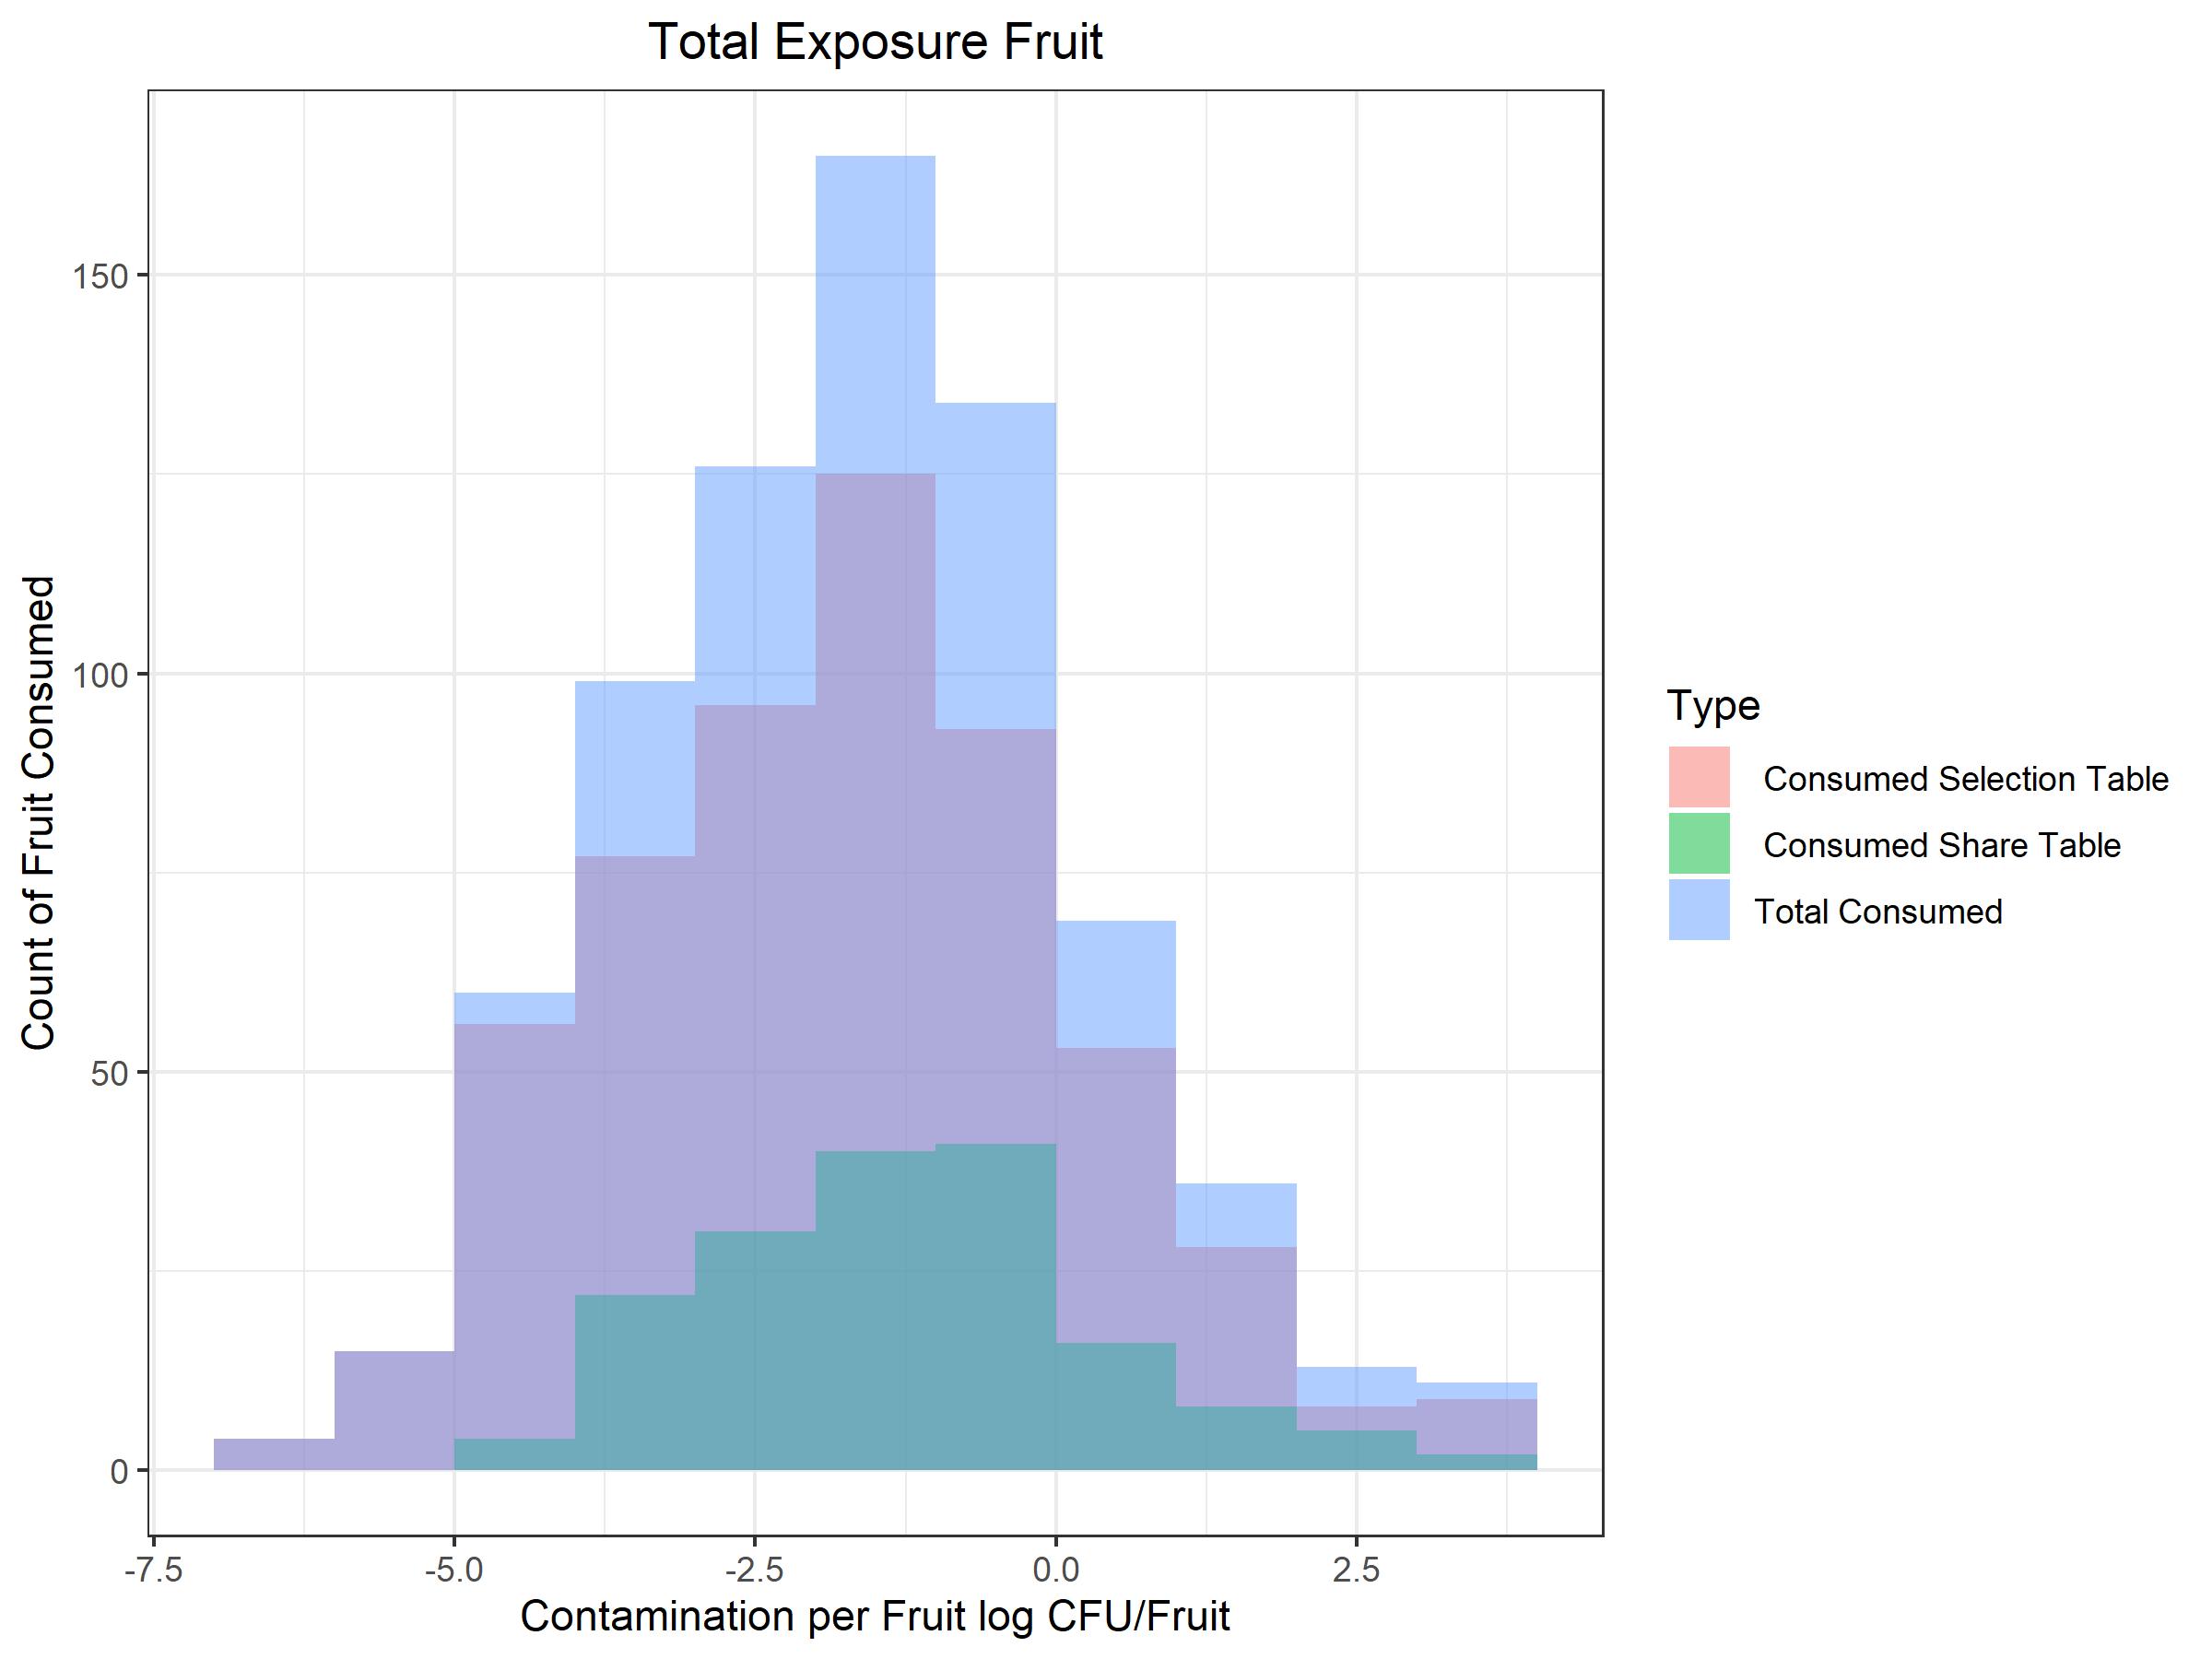 Total Exposure Fruit
Count of Fruit Consumed
150
100
50
0
-7.5 -5.0 -2.5 0.0 2.5
Contamination per Fruit log CFU/Fruit
Type
Consumed Selection Table
Consumed Share Table
Total Consumed